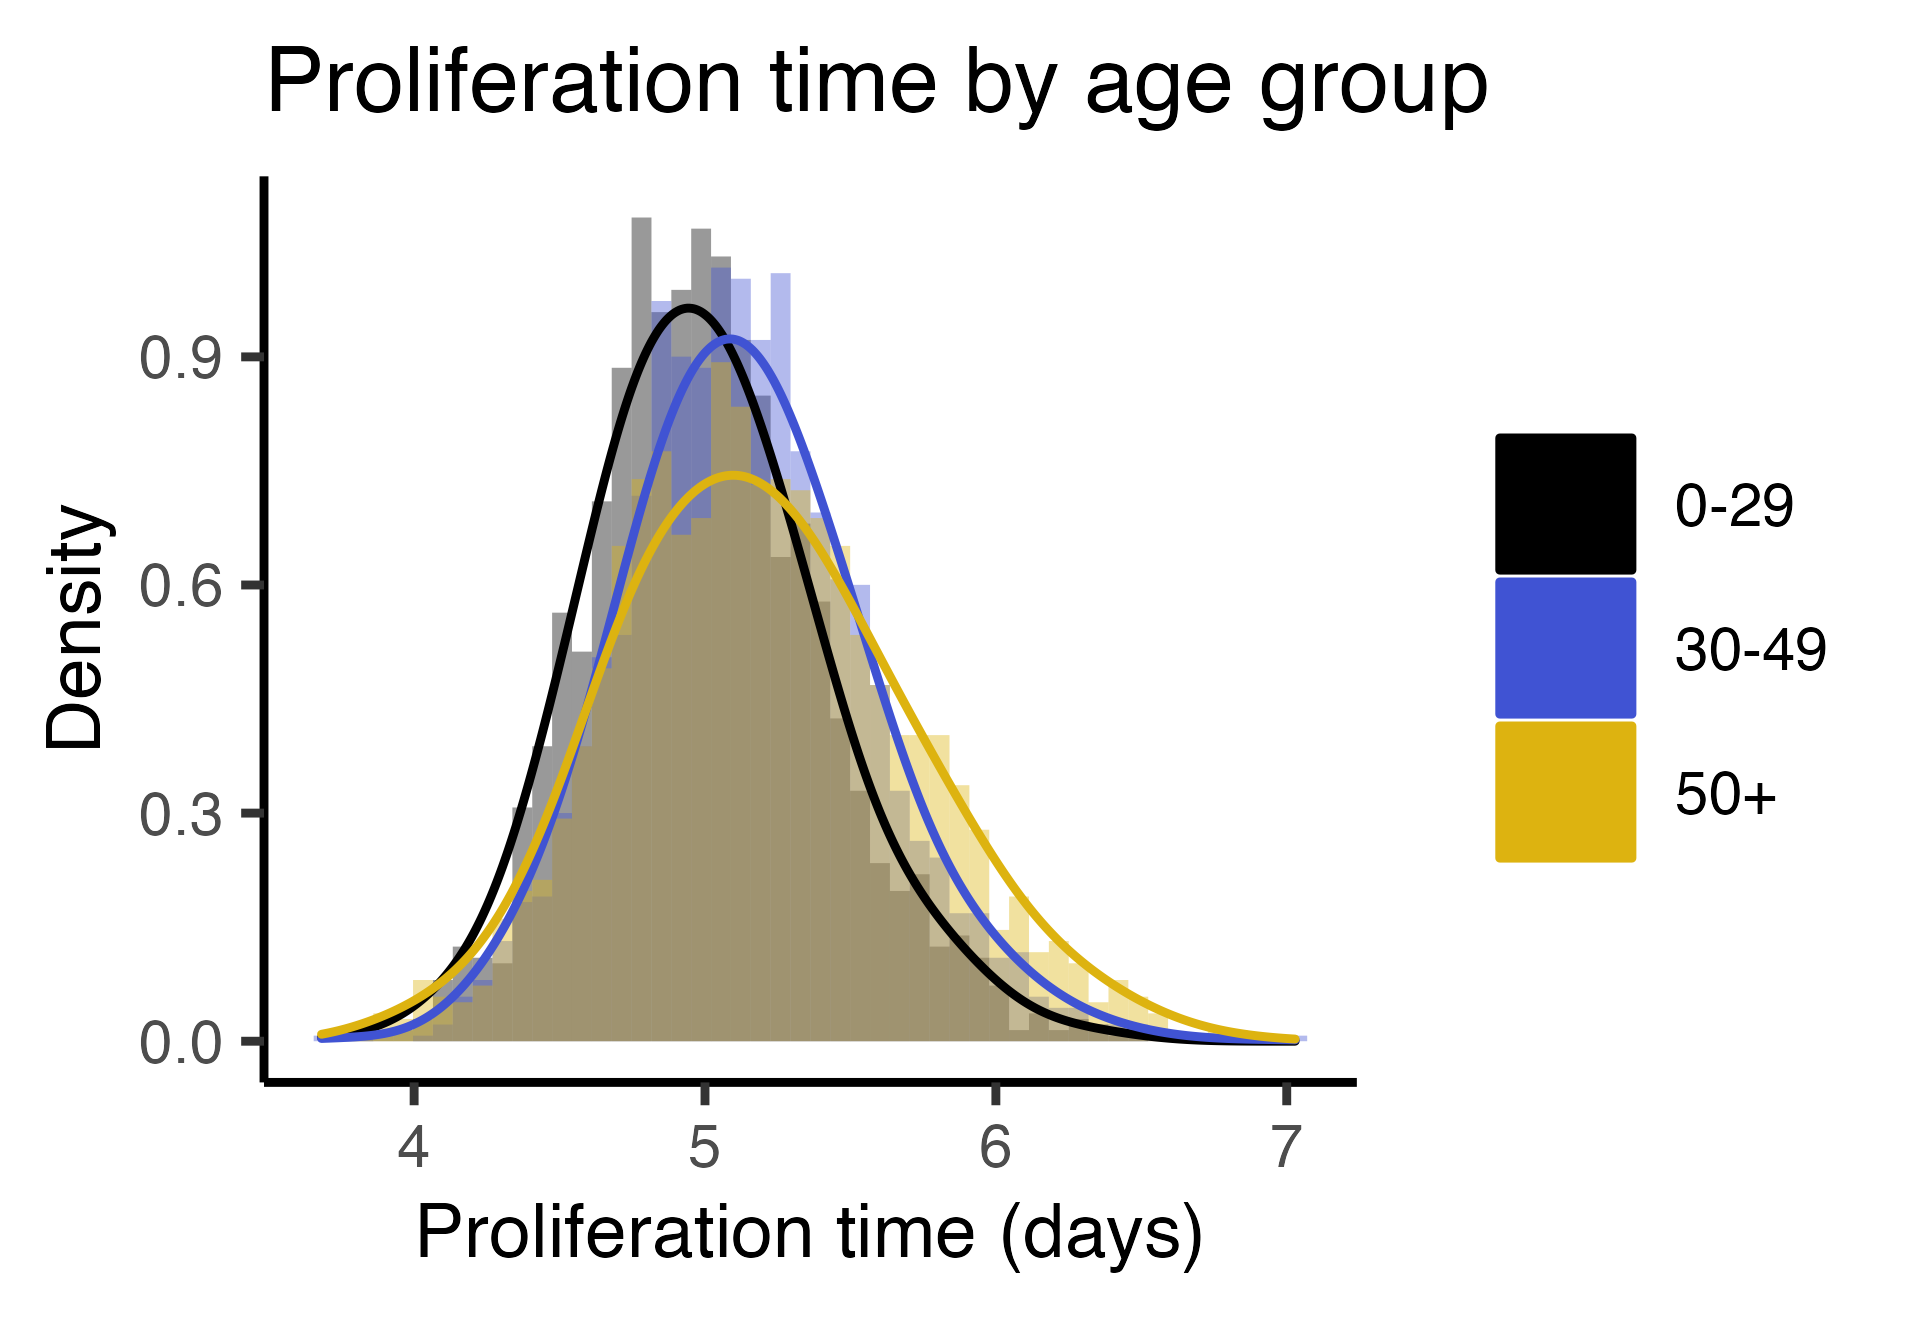 Proliferation time by age group
Density
0.9
0.6
0.3
0.0
4 5 6 7
Proliferation time (days)
0-29
30-49
50+